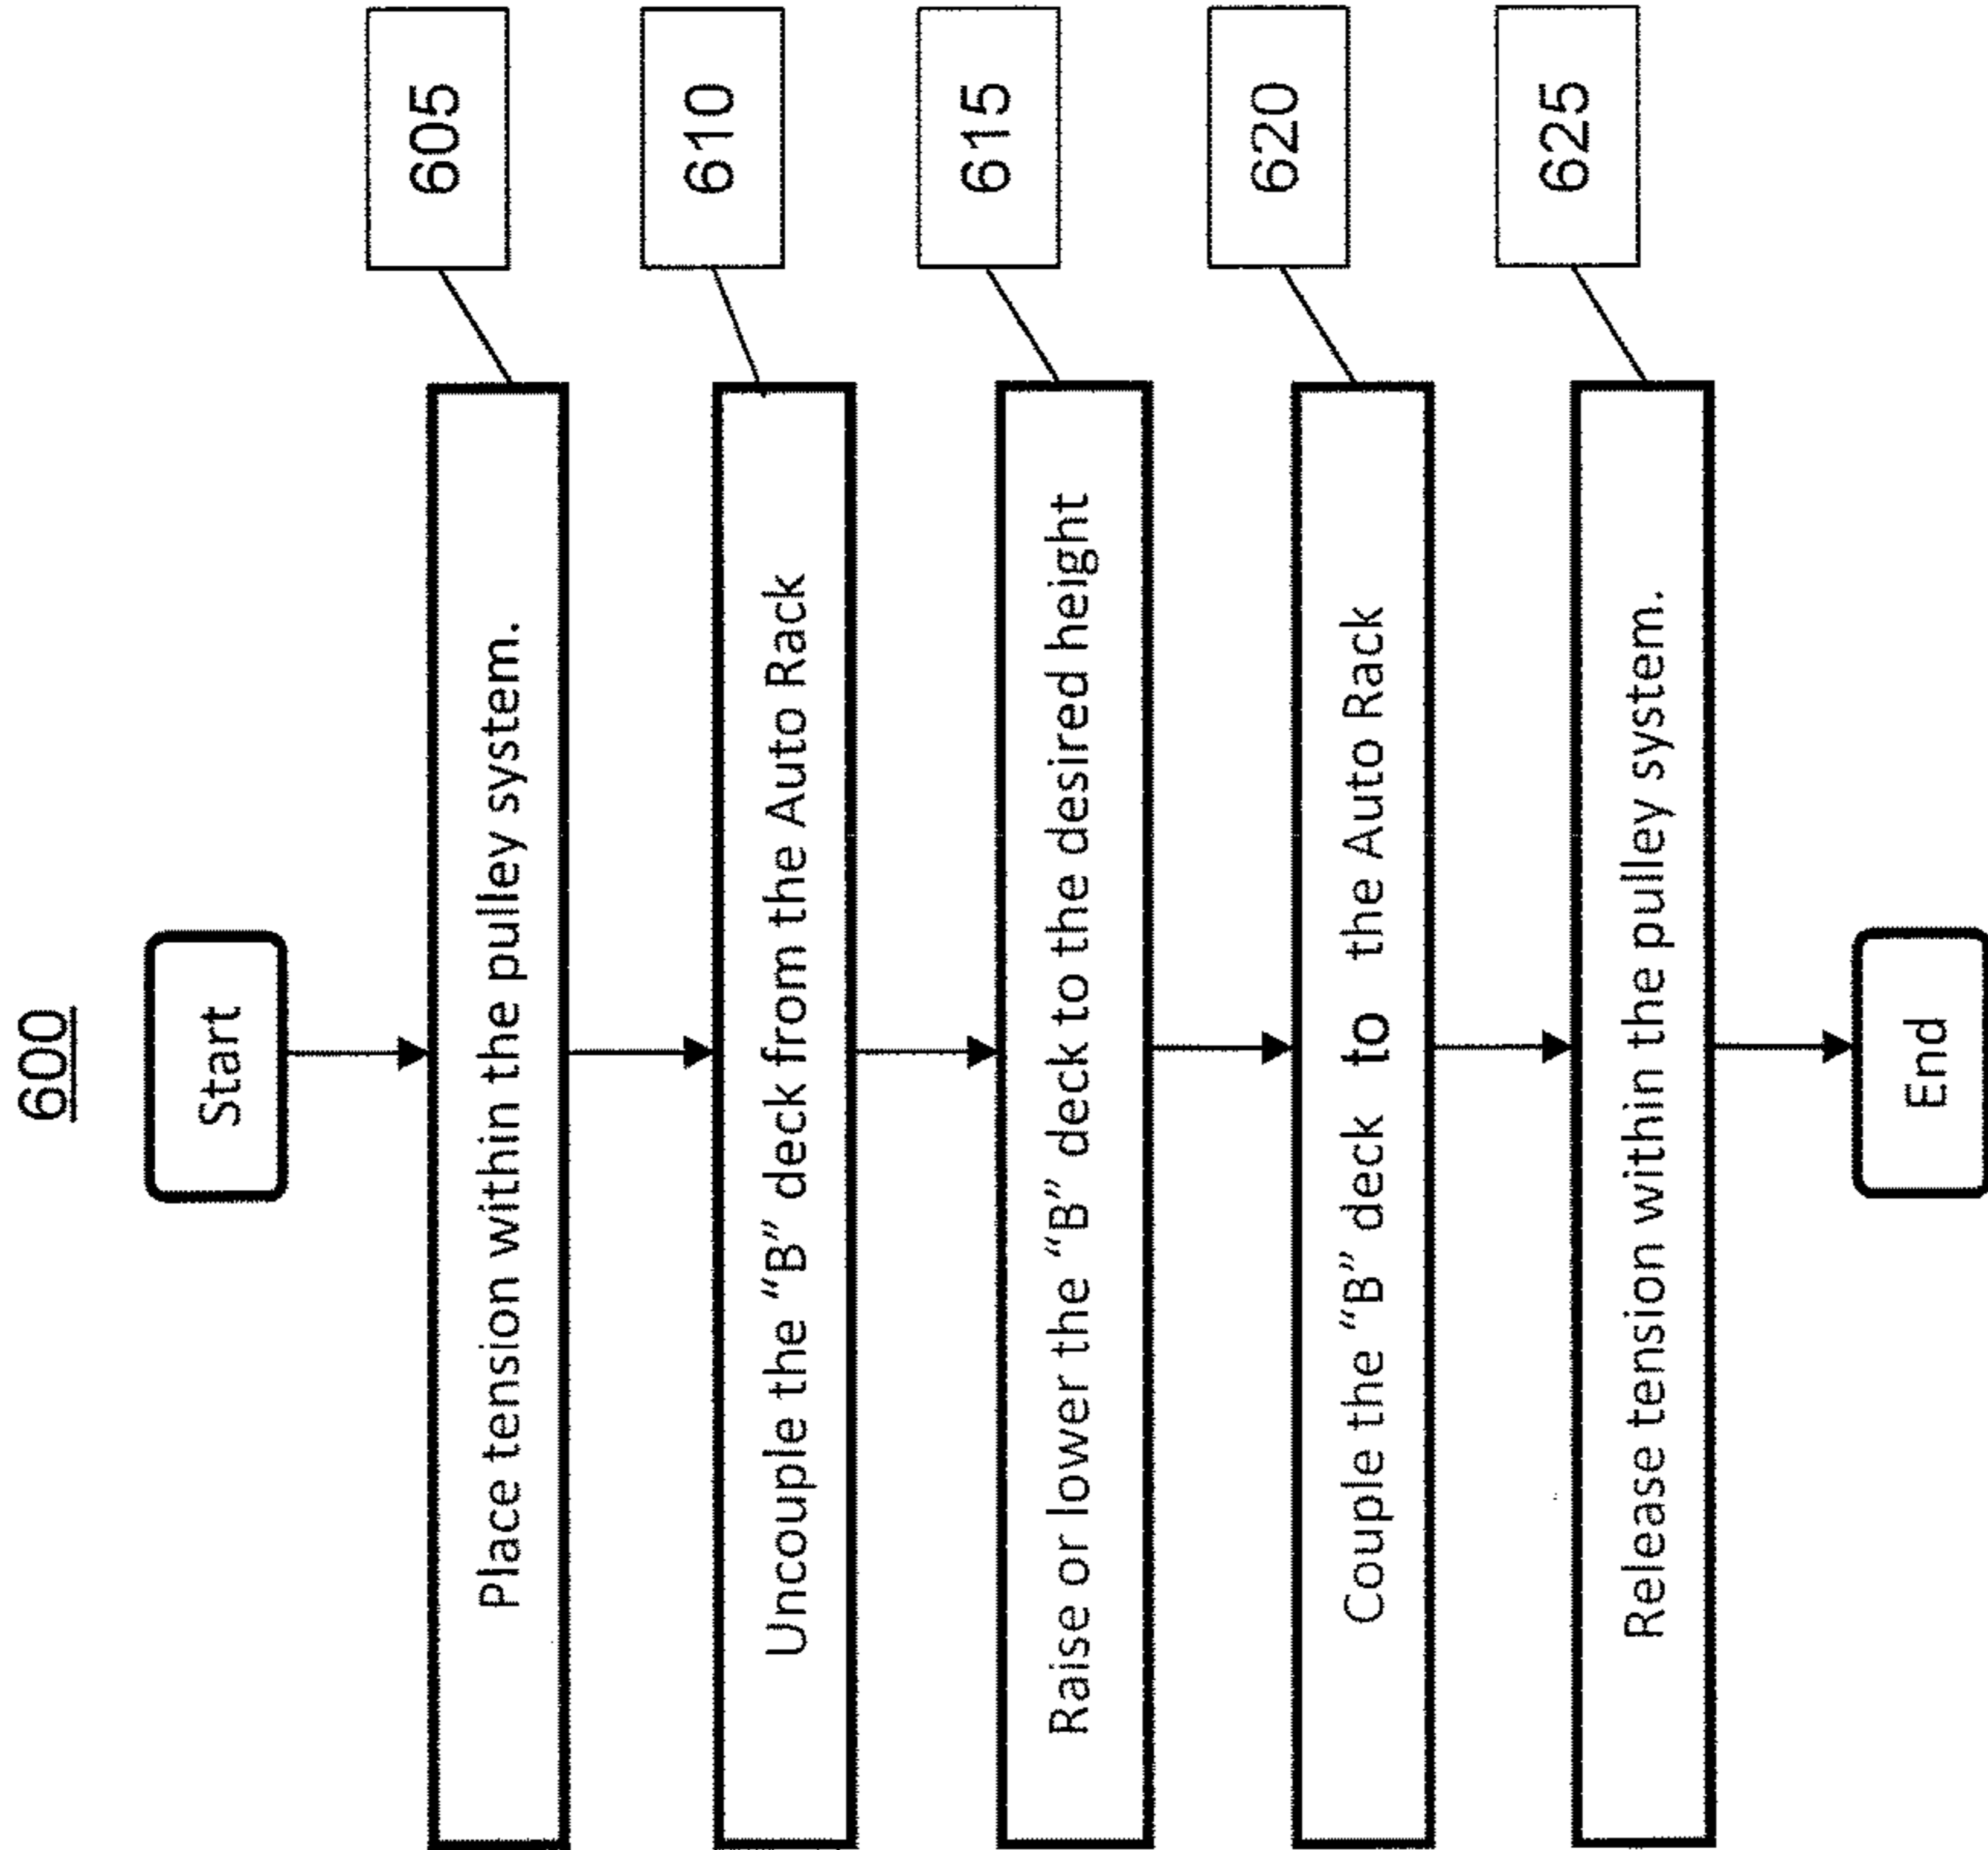 600
Start
Place tension within the pulley system.
605
Uncouple the “B” deck from the Auto Rack
610
Raise or lower the “B” deck to the desired height
615
Couple the “B” deck to the Auto Rack
620
Release tension within the pulley system.
625
End